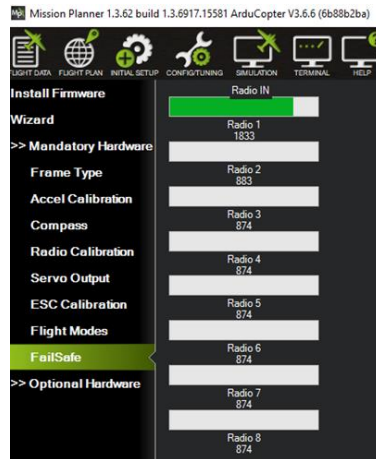 Mission Planner 1.3.62 build 1.3.6917.15581 ArduCopter V3.6.6 (6b88b2ba)
FLIGHT DATA FLIGHT PLAN INITIAL SETUP CONFIG/TUNING SIMULATION TERMINAL HELP
Install Firmware
Wizard
>> Mandatory Hardware
Frame Type
Accel Calibration
Compass
Radio Calibration
Servo Output
ESC Calibration
Flight Modes
FailSafe
>> Optional Hardware
Radio IN
Radio 1
1833
Radio 2
883
Radio 3
874
Radio 4
874
Radio 5
874
Radio 6
874
Radio 7
874
Radio 8
874